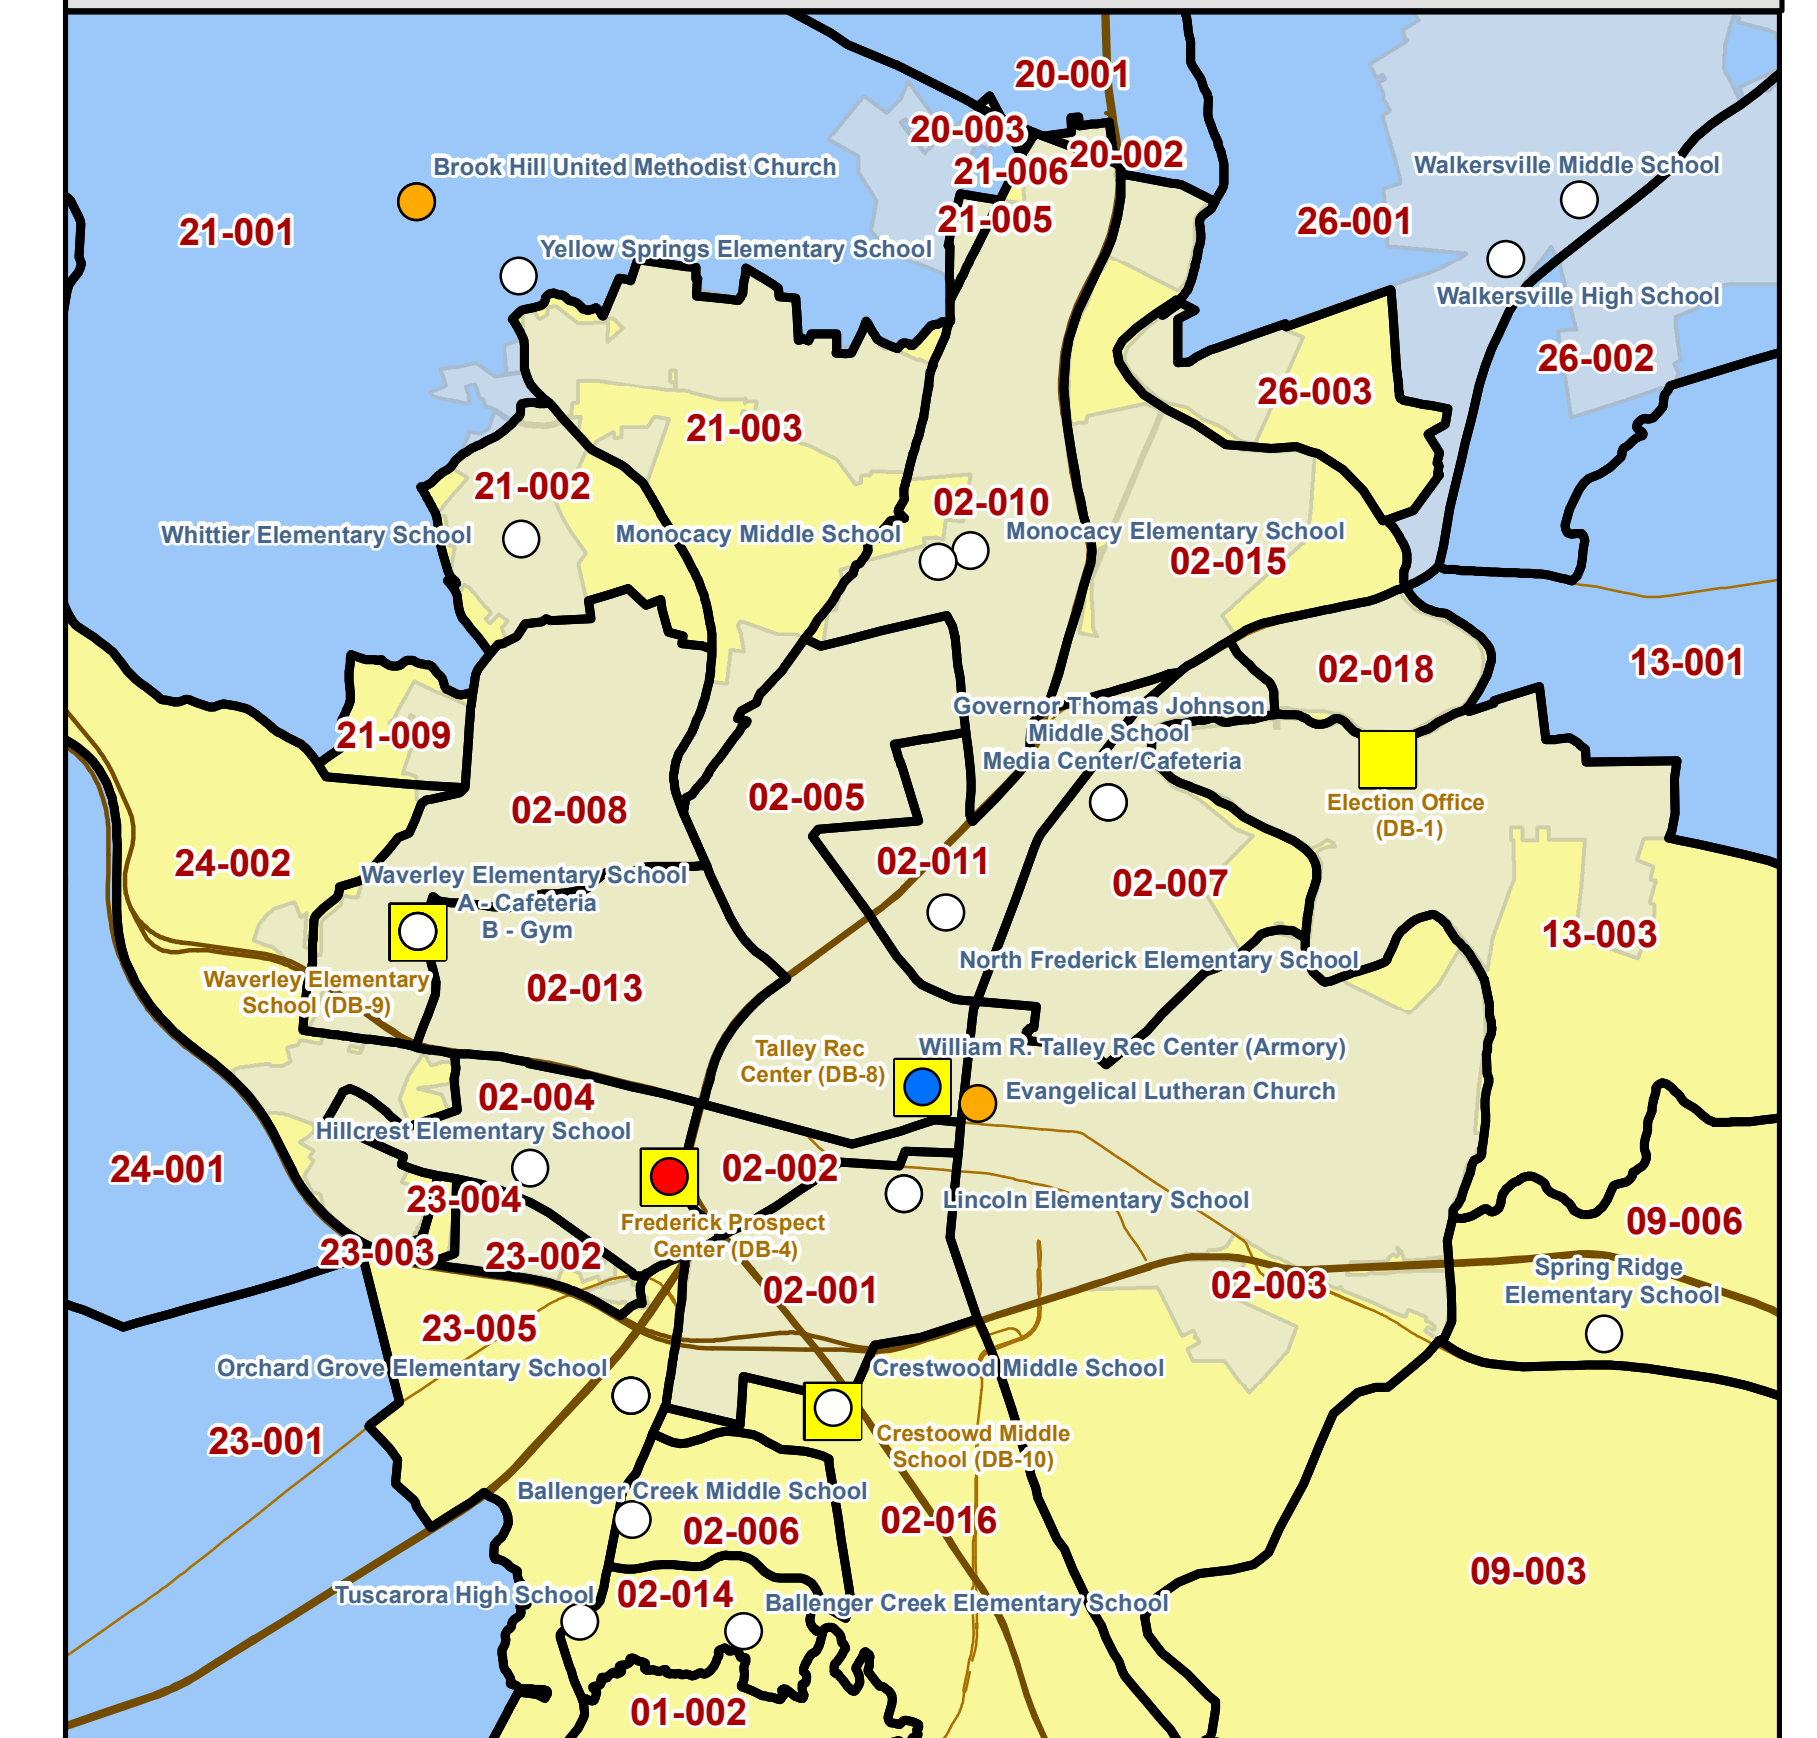 20-001
20-003
20-002
Brook Hill United Methodist Church
21-006
Walkersville Middle School
21-001
21-005
26-001
Yellow Springs Elementary School
Walkersville High School
26-002
26-003
21-003
21-002
02-010
Whittier Elementary School
Monocacy Middle School
Monocacy Elementary School
02-015
13-001
02-018
Governor Thomas Johnson
Middle School
Media Center/Cafeteria
21-009
02-005
02-008
Election Office
(DB-1)
24-002
02-011
02-007
Waverley Elementary School
A - Cafeteria
B - Gym
13-003
North Frederick Elementary School
Waverley Elementary
School (DB-9)
02-013
Talley Rec
Center (DB-8)
William R. Talley Rec Center (Armory)
Evangelical Lutheran Church
02-004
Hillcrest Elementary School
24-001
02-002
23-004
Lincoln Elementary School
Frederick Prospect
Center (DB-4)
09-006
23-003
23-002
02-001
02-003
Spring Ridge
Elementary School
23-005
Orchard Grove Elementary School
Crestwood Middle School
23-001
Crestoowd Middle
School (DB-10)
Ballenger Creek Middle School
02-006
02-016
09-003
Tuscarora High School
02-014
Ballenger Creek Elementary School
01-002